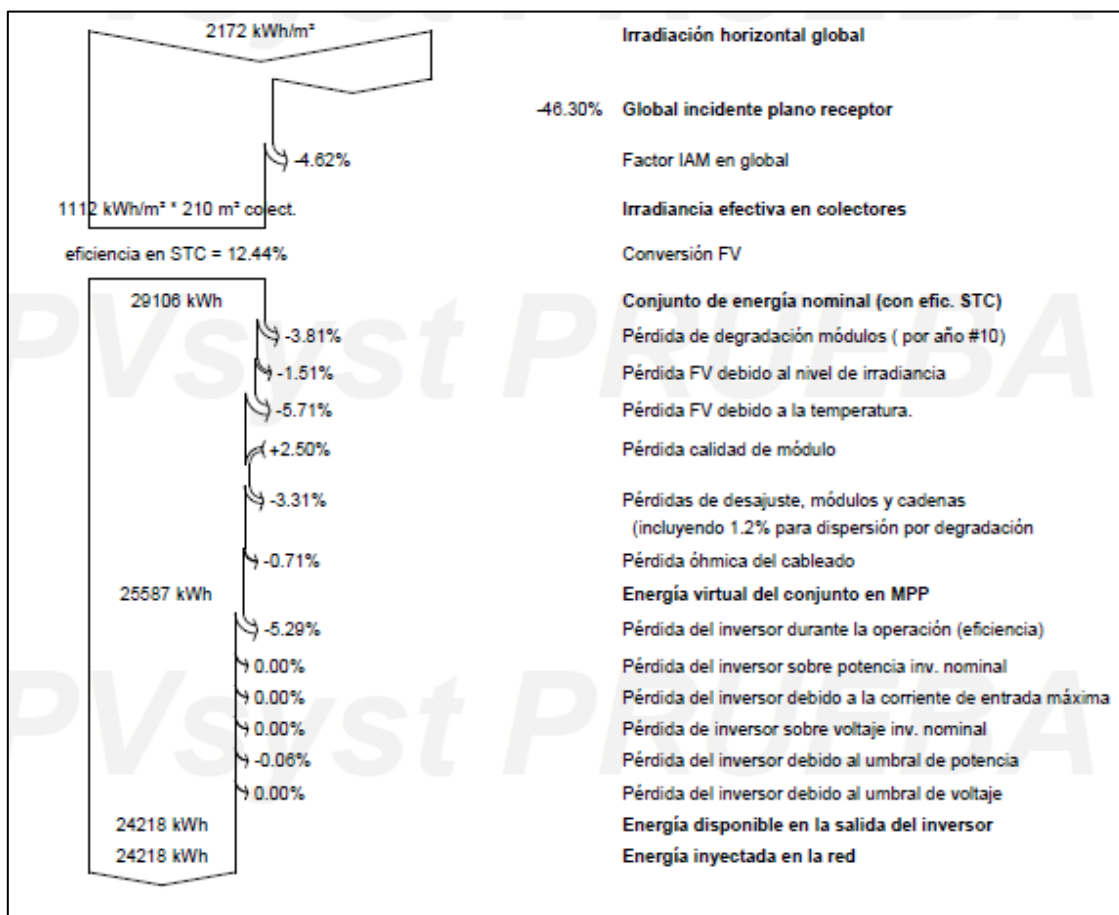 PVsyst PRUEBA
2172 kWh/m² Irradiación horizontal global
-46.30% Global incidente plano receptor
-4.62% Factor IAM en global
1112 kWh/m² * 210 m² colect. Irradiancia efectiva en colectores
eficiencia en STC = 12.44% Conversión FV
29106 kWh Conjunto de energía nominal (con efic. STC)
PVsyst PRUEBA
-3.81% Pérdida de degradación módulos ( por año #10)
-1.51% Pérdida FV debido al nivel de irradiancia
-5.71% Pérdida FV debido a la temperatura.
+2.50% Pérdida calidad de módulo
-3.31% Pérdidas de desajuste, módulos y cadenas
(incluyendo 1.2% para dispersión por degradación
-0.71% Pérdida óhmica del cableado
25587 kWh Energía virtual del conjunto en MPP
-5.29% Pérdida del inversor durante la operación (eficiencia)
0.00% Pérdida del inversor sobre potencia inv. nominal
0.00% Pérdida del inversor debido a la corriente de entrada máxima
PVsyst PRUEBA
0.00% Pérdida de inversor sobre voltaje inv. nominal
-0.06% Pérdida del inversor debido al umbral de potencia
0.00% Pérdida del inversor debido al umbral de voltaje
24218 kWh Energía disponible en la salida del inversor
24218 kWh Energía inyectada en la red